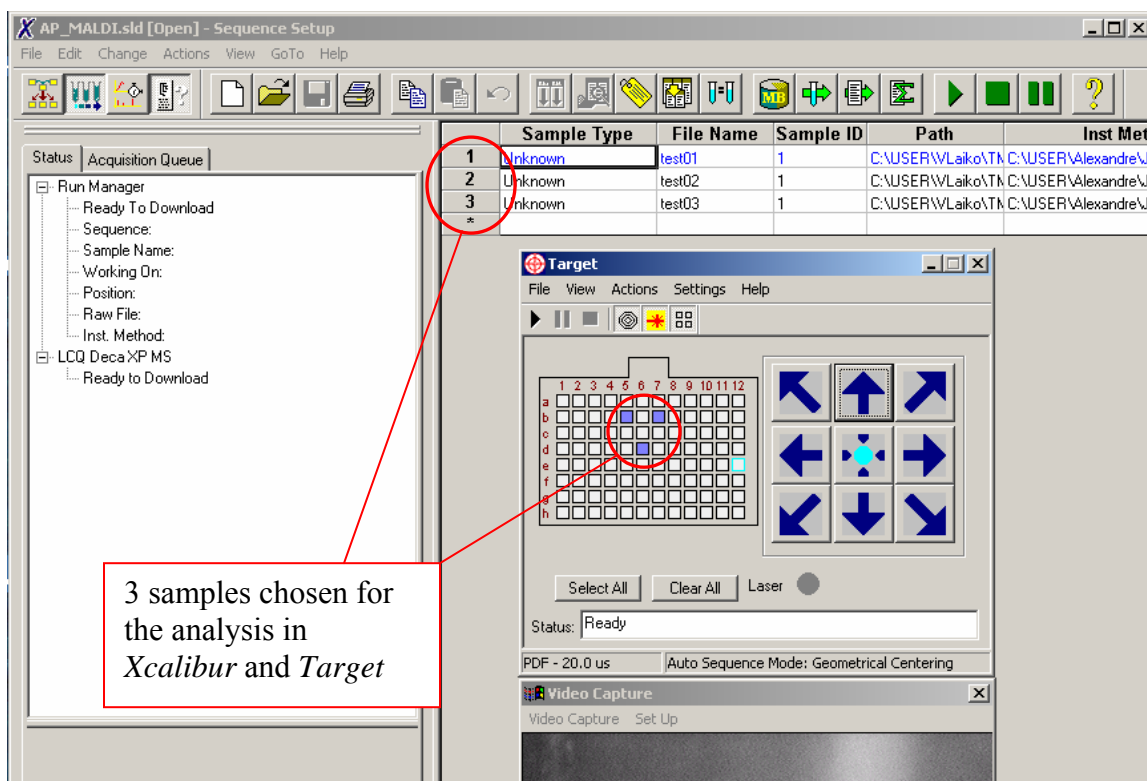 AP_MALDI.sld [Open] - Sequence Setup
File Edit Change Actions View GoTo Help
MB
Status Acquisition Queue
Run Manager
Ready To Download
Sequence:
Sample Name:
Working On:
Position:
Raw File:
Inst. Method:
LCQ Deca XP MS
Ready to Download
Sample Type File Name Sample ID Path Inst Met
1 Unknown test01 1 C:\USER\VLaiko\TM C:\USER\Alexandre\J
2 Unknown test02 1 C:\USER\VLaiko\TM C:\USER\Alexandre\J
3 Unknown test03 1 C:\USER\VLaiko\TM C:\USER\Alexandre\J
*
Target
File View Actions Settings Help
1 2 3 4 5 6 7 8 9 10 11 12
a
b
c
d
e
f
g
h
Select All Clear All Laser
Status: Ready
PDF - 20.0 us Auto Sequence Mode: Geometrical Centering
Video Capture
Video Capture Set Up
3 samples chosen for
the analysis in
Xcalibur and Target